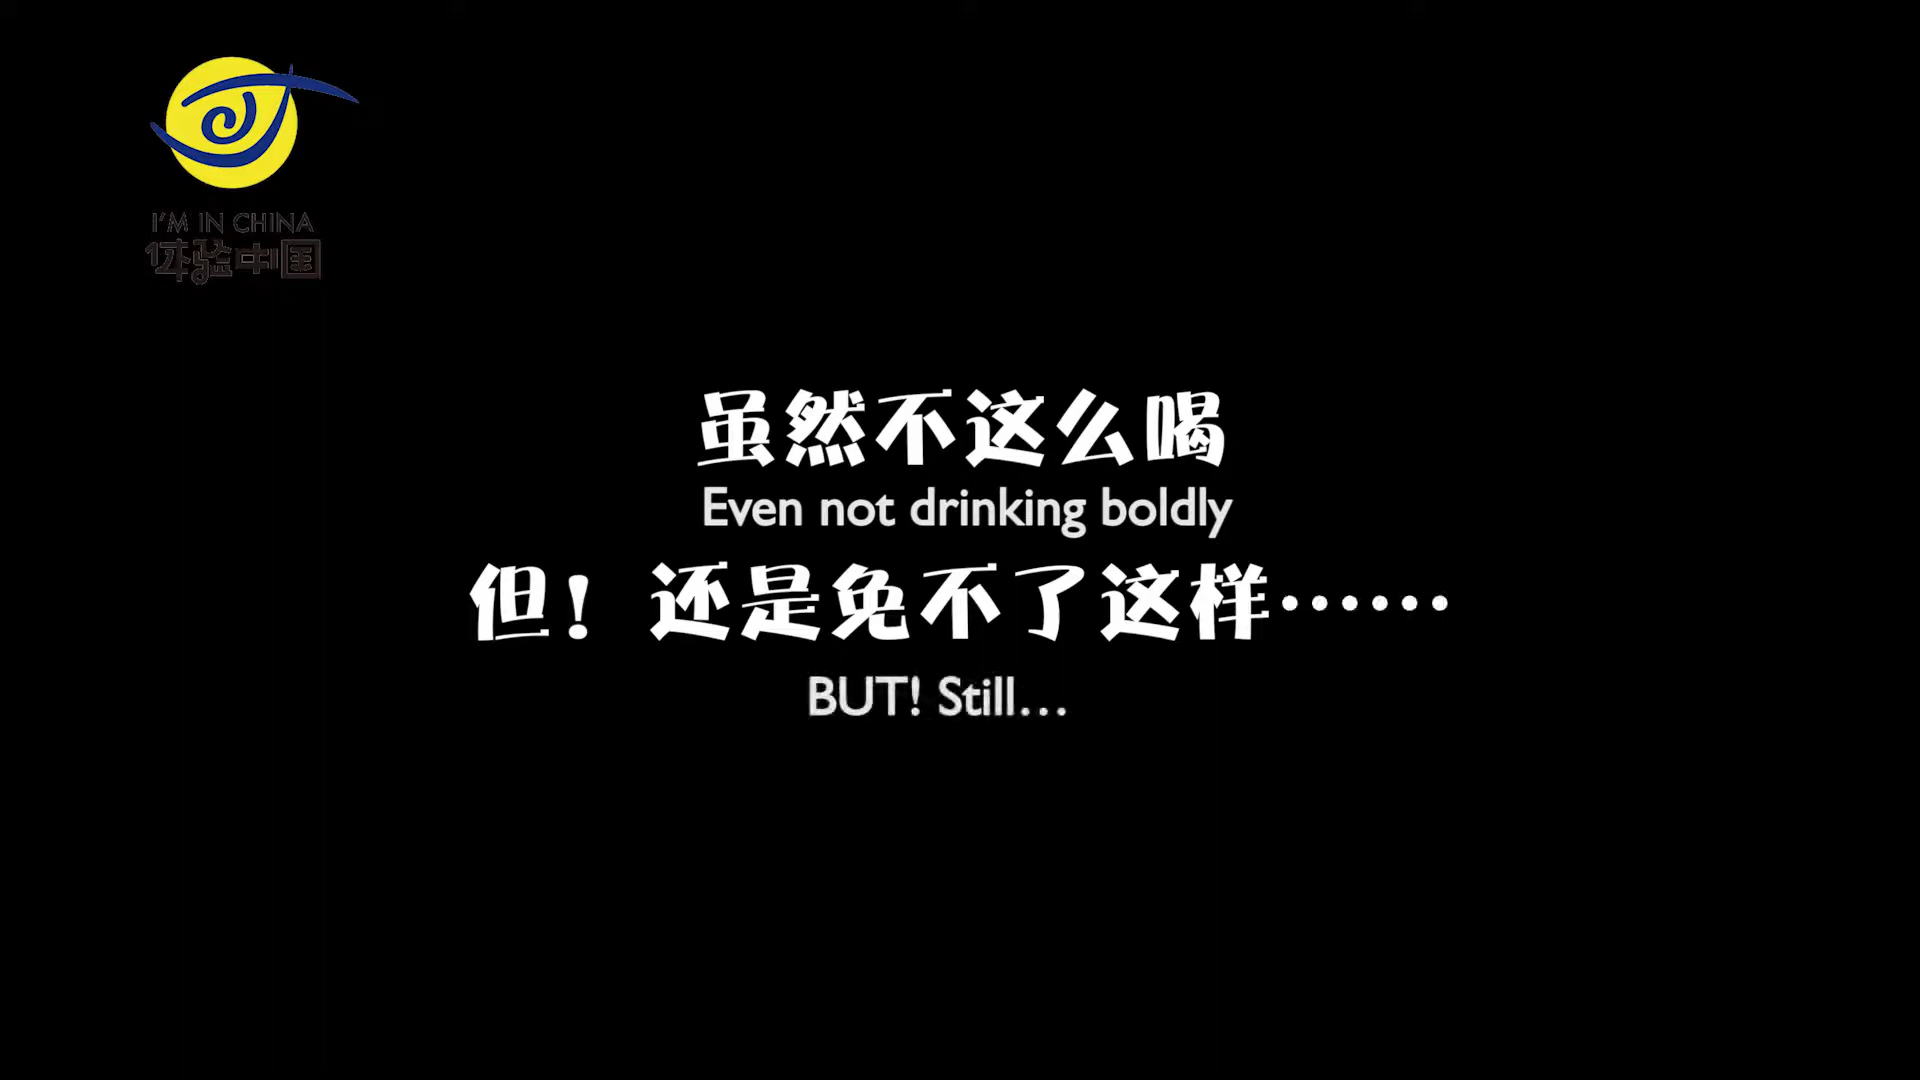 I'M IN CHINA
体验中国
虽然不这么喝
Even not drinking boldly
但！还是免不了这样……
BUT! Still...